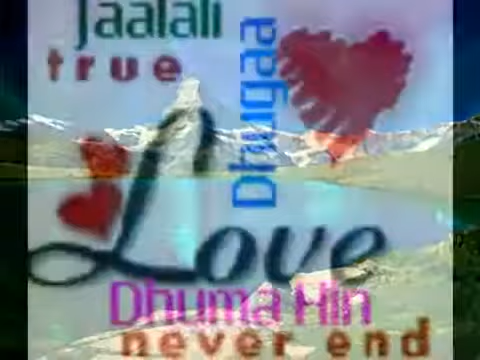 Jaalali
true
Dhugaa
Love
Dhuma Hin
never end